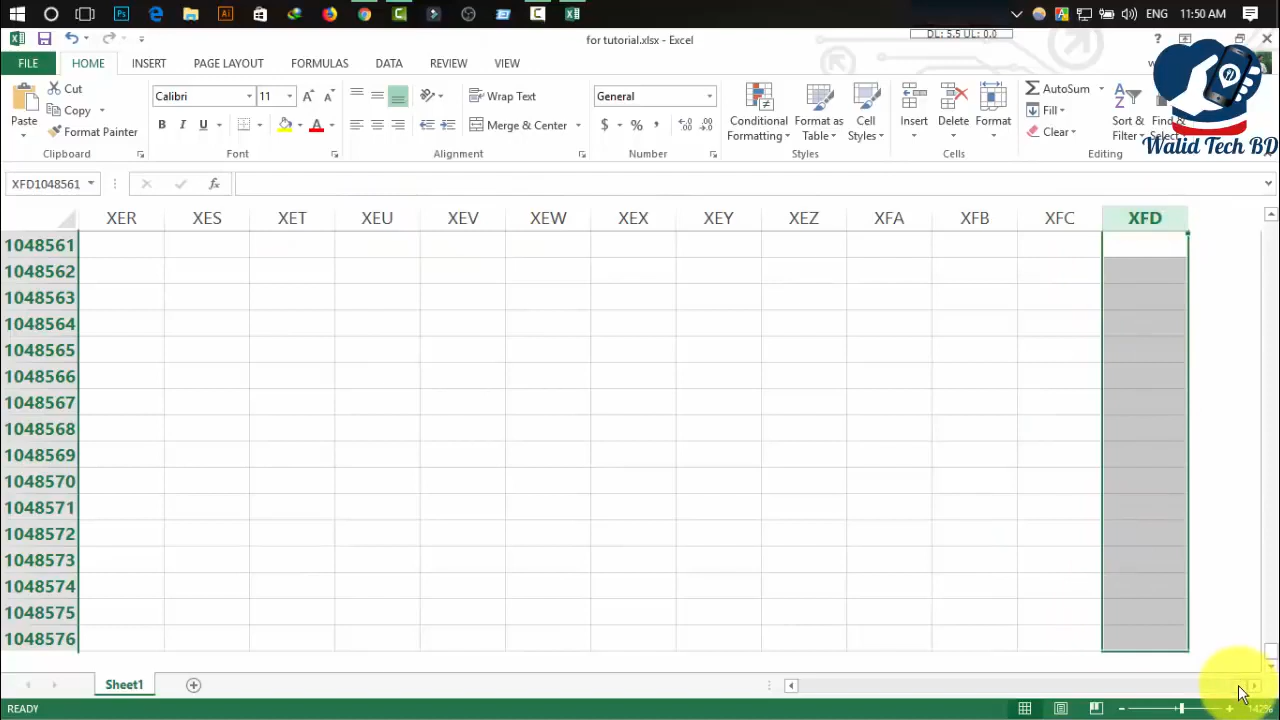 ENG 11:50 AM
for tutorial.xlsx - Excel
DL: 5.5 UL: 0.0
FILE HOME INSERT PAGE LAYOUT FORMULAS DATA REVIEW VIEW
Cut
Copy
Format Painter
Paste
Clipboard
Calibri 11
B I U
Font
Wrap Text
Merge & Center
Alignment
General
$ % ,
Number
Conditional Formatting
Format as Table
Cell Styles
Styles
Insert Delete Format
Cells
AutoSum
Fill
Clear
Sort & Filter
Find & Select
Editing
Walid Tech BD
XFD1048561 fx
XER XES XET XEU XEV XEW XEX XEY XEZ XFA XFB XFC XFD
1048561
1048562
1048563
1048564
1048565
1048566
1048567
1048568
1048569
1048570
1048571
1048572
1048573
1048574
1048575
1048576
Sheet1
READY 142%